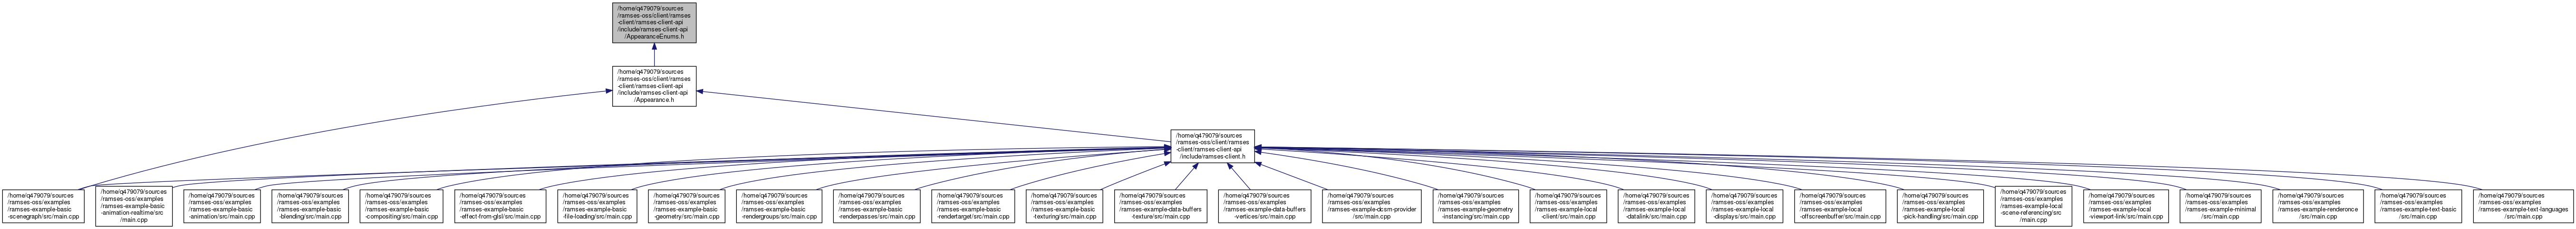 /home/q479079/sources
/ramses-oss/client/ramses
-client/ramses-client-api
/include/ramses-client-api
/AppearanceEnums.h
/home/q479079/sources
/ramses-oss/client/ramses
-client/ramses-client-api
/include/ramses-client-api
/Appearance.h
/home/q479079/sources
/ramses-oss/client/ramses
-client/ramses-client-api
/include/ramses-client.h
/home/q479079/sources
/ramses-oss/examples
/ramses-example-basic
-scenegraph/src/main.cpp
/home/q479079/sources
/ramses-oss/examples
/ramses-example-basic
-animation-realtime/src
/main.cpp
/home/q479079/sources
/ramses-oss/examples
/ramses-example-basic
-animation/src/main.cpp
/home/q479079/sources
/ramses-oss/examples
/ramses-example-basic
-blending/src/main.cpp
/home/q479079/sources
/ramses-oss/examples
/ramses-example-basic
-compositing/src/main.cpp
/home/q479079/sources
/ramses-oss/examples
/ramses-example-basic
-effect-from-glsl/src/main.cpp
/home/q479079/sources
/ramses-oss/examples
/ramses-example-basic
-file-loading/src/main.cpp
/home/q479079/sources
/ramses-oss/examples
/ramses-example-basic
-geometry/src/main.cpp
/home/q479079/sources
/ramses-oss/examples
/ramses-example-basic
-rendergroups/src/main.cpp
/home/q479079/sources
/ramses-oss/examples
/ramses-example-basic
-renderpasses/src/main.cpp
/home/q479079/sources
/ramses-oss/examples
/ramses-example-basic
-rendertarget/src/main.cpp
/home/q479079/sources
/ramses-oss/examples
/ramses-example-basic
-texturing/src/main.cpp
/home/q479079/sources
/ramses-oss/examples
/ramses-example-data-buffers
-texture/src/main.cpp
/home/q479079/sources
/ramses-oss/examples
/ramses-example-data-buffers
-vertices/src/main.cpp
/home/q479079/sources
/ramses-oss/examples
/ramses-example-dcsm-provider
/src/main.cpp
/home/q479079/sources
/ramses-oss/examples
/ramses-example-geometry
-instancing/src/main.cpp
/home/q479079/sources
/ramses-oss/examples
/ramses-example-local
-client/src/main.cpp
/home/q479079/sources
/ramses-oss/examples
/ramses-example-local
-datalink/src/main.cpp
/home/q479079/sources
/ramses-oss/examples
/ramses-example-local
-displays/src/main.cpp
/home/q479079/sources
/ramses-oss/examples
/ramses-example-local
-offscreenbuffer/src/main.cpp
/home/q479079/sources
/ramses-oss/examples
/ramses-example-local
-pick-handling/src/main.cpp
/home/q479079/sources
/ramses-oss/examples
/ramses-example-local
-scene-referencing/src
/main.cpp
/home/q479079/sources
/ramses-oss/examples
/ramses-example-local
-viewport-link/src/main.cpp
/home/q479079/sources
/ramses-oss/examples
/ramses-example-minimal
/src/main.cpp
/home/q479079/sources
/ramses-oss/examples
/ramses-example-renderonce
/src/main.cpp
/home/q479079/sources
/ramses-oss/examples
/ramses-example-text-basic
/src/main.cpp
/home/q479079/sources
/ramses-oss/examples
/ramses-example-text-languages
/src/main.cpp